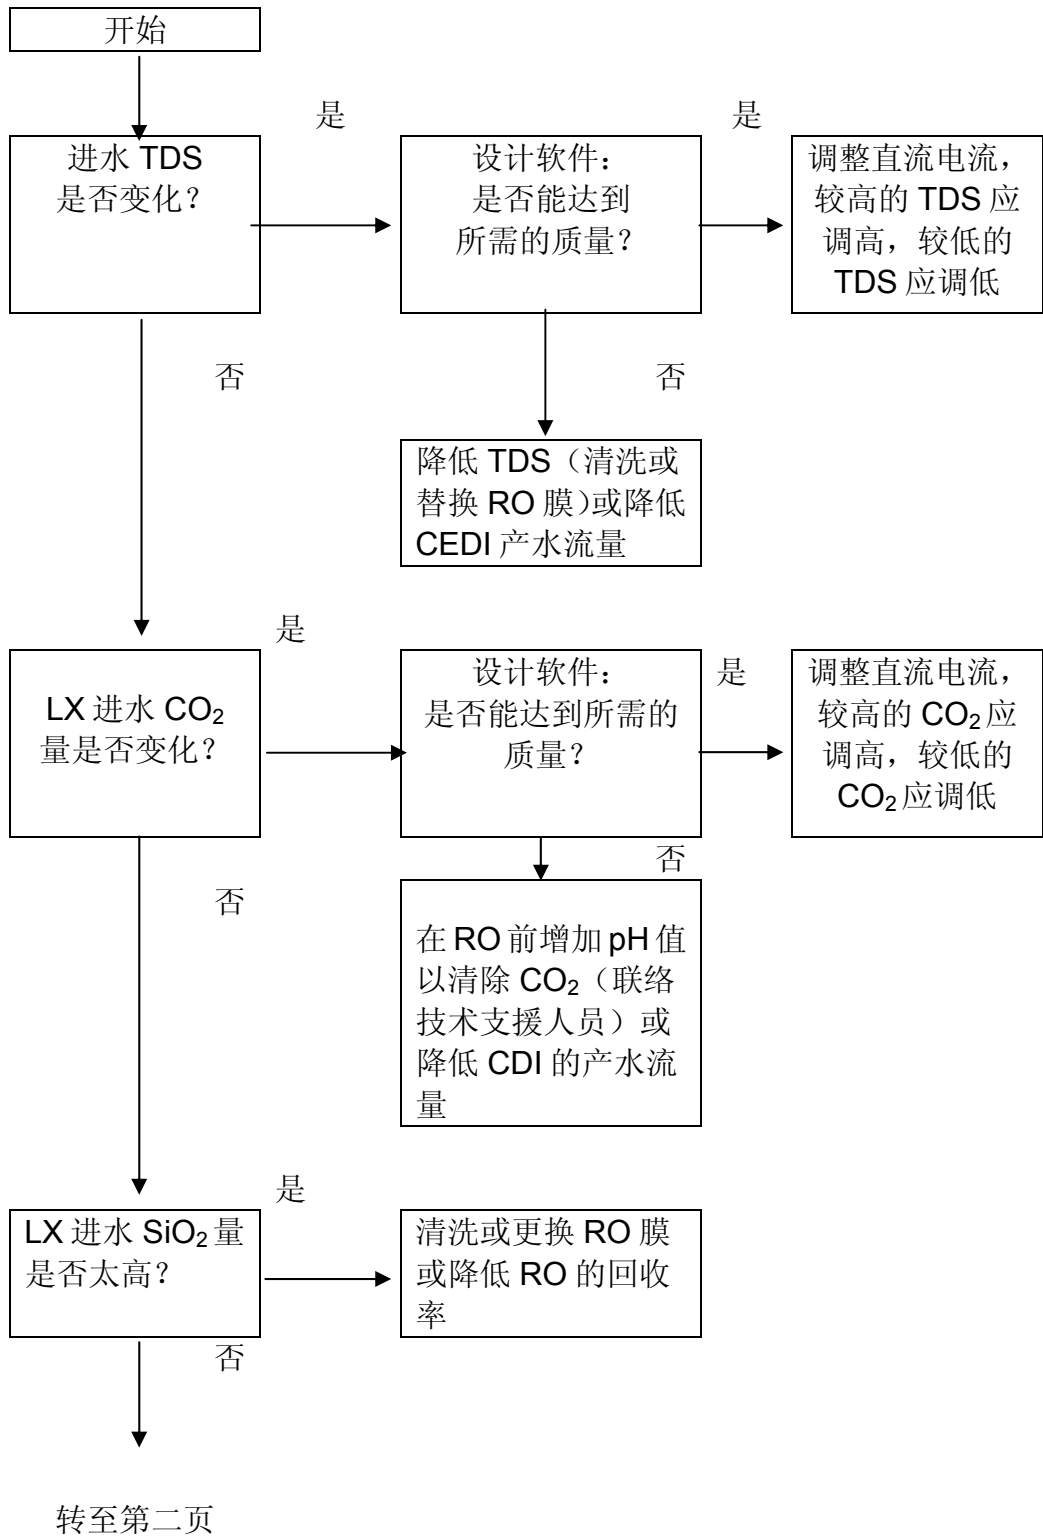 开始
是
是
进水 TDS
是否变化？
设计软件：
是否能达到
所需的质量？
调整直流电流，
较高的 TDS 应
调高，较低的
TDS 应调低
否
否
降低 TDS（清洗或
替换 RO 膜）或降低
CEDI 产水流量
是
LX 进水 CO₂
量是否变化？
设计软件：
是否能达到所需的
质量？
是
调整直流电流，
较高的 CO₂应
调高，较低的
CO₂应调低
否
否
在 RO 前增加 pH 值
以清除 CO₂（联络
技术支援人员）或
降低 CDI 的产水流
量
是
LX 进水 SiO₂ 量
是否太高？
清洗或更换 RO 膜
或降低 RO 的回收
率
否
转至第二页